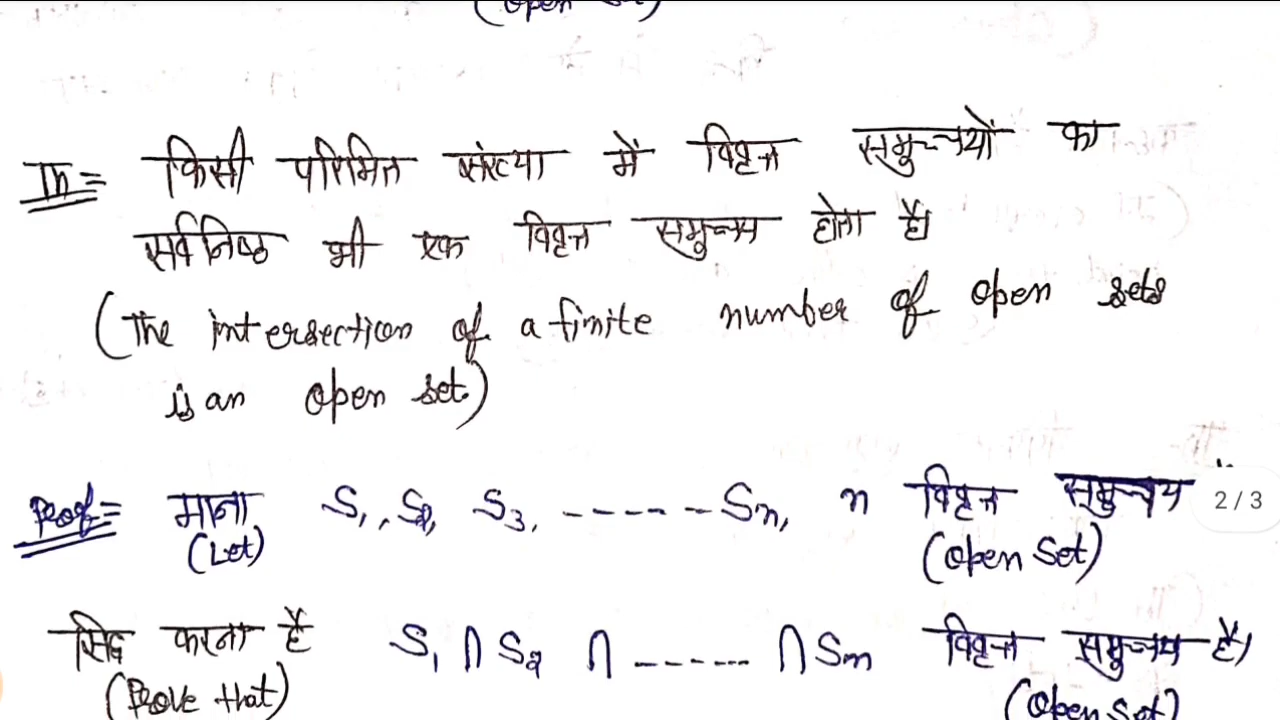 (open set)
Th= किसी परिमित संख्या में विवृत्त समुच्चयों का
सर्वनिष्ठ भी एक विवृत्त समुच्चय होता है।
(The intersection of a finite number of open sets
is an open set.)
Proof= माना S₁, S₂, S₃, ------ Sn, n विवृत्त समुच्चय हैं
(Let) (open set)
2/3
सिद्ध करना है S₁ ∩ S₂ ∩ ------ ∩ Sn विवृत्त समुच्चय है।
(Prove that) (open set)